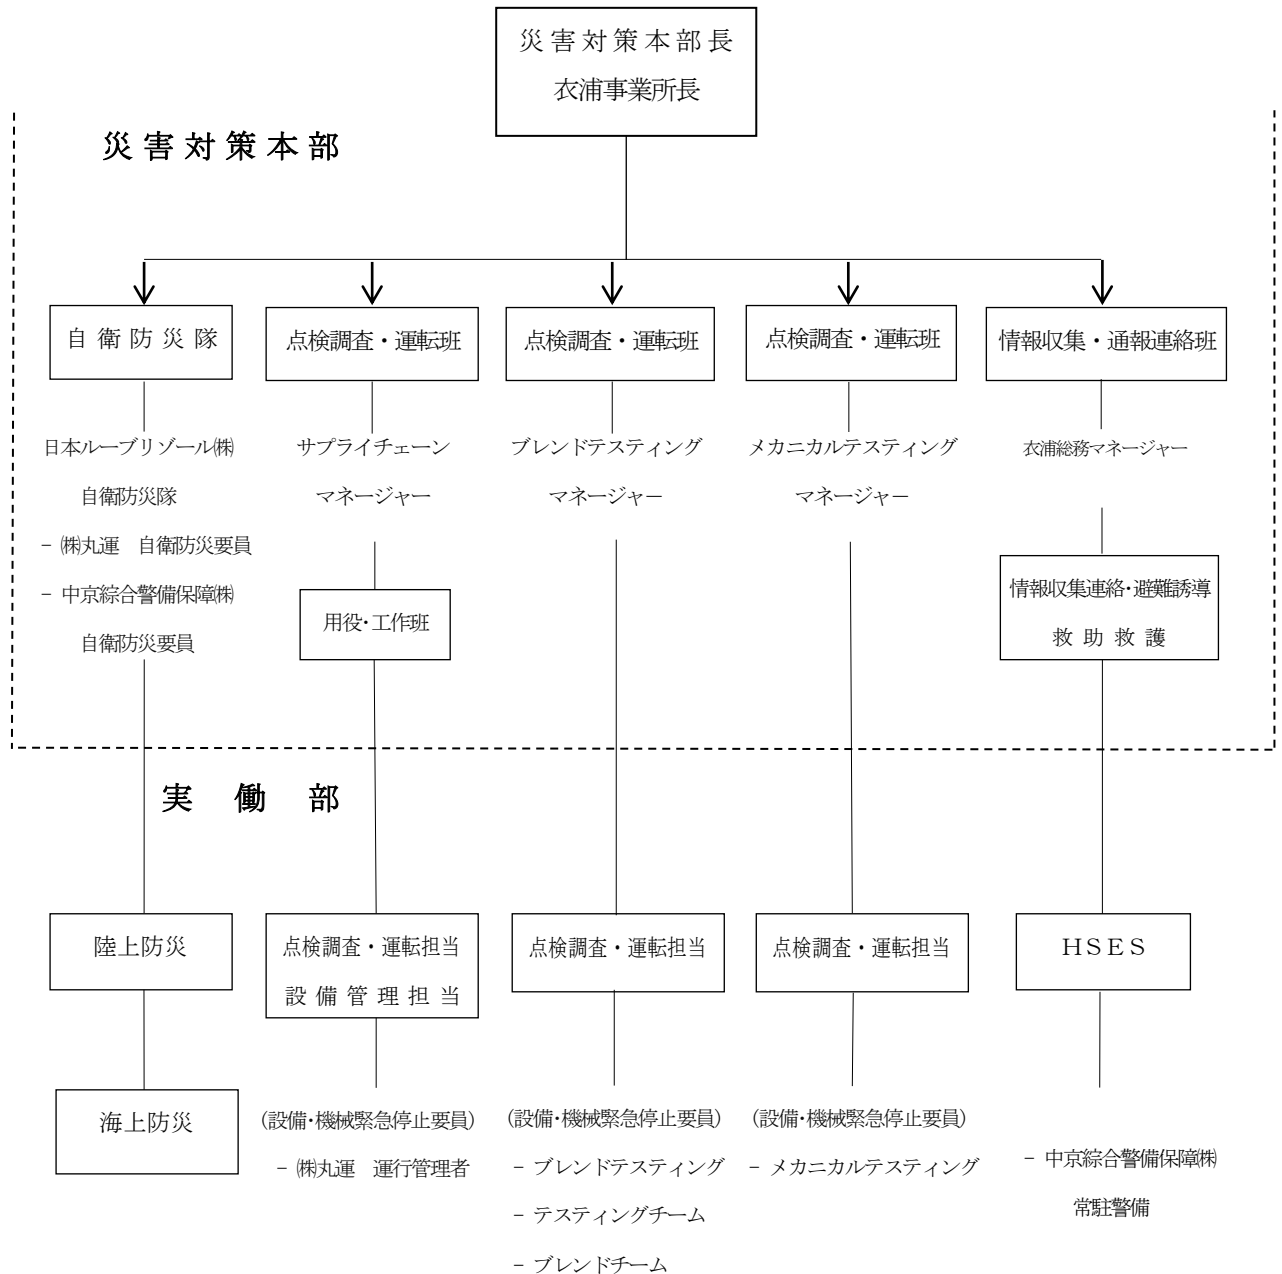 災害対策本部長
衣浦事業所長
災害対策本部
自衛防災隊
点検調査・運転班
点検調査・運転班
点検調査・運転班
情報収集・通報連絡班
日本ルーブリゾール㈱
自衛防災隊
− ㈱丸運　自衛防災要員
− 中京綜合警備保障㈱
自衛防災要員
サプライチェーン
マネージャー
用役・工作班
ブレンドテスティング
マネージャー
メカニカルテスティング
マネージャー
衣浦総務マネージャー
情報収集連絡・避難誘導
救助救護
実働部
陸上防災
海上防災
点検調査・運転担当
設備管理担当
(設備・機械緊急停止要員)
− ㈱丸運　運行管理者
点検調査・運転担当
(設備・機械緊急停止要員)
− ブレンドテスティング
− テスティングチーム
− ブレンドチーム
点検調査・運転担当
(設備・機械緊急停止要員)
− メカニカルテスティング
ＨＳＥＳ
− 中京綜合警備保障㈱
常駐警備